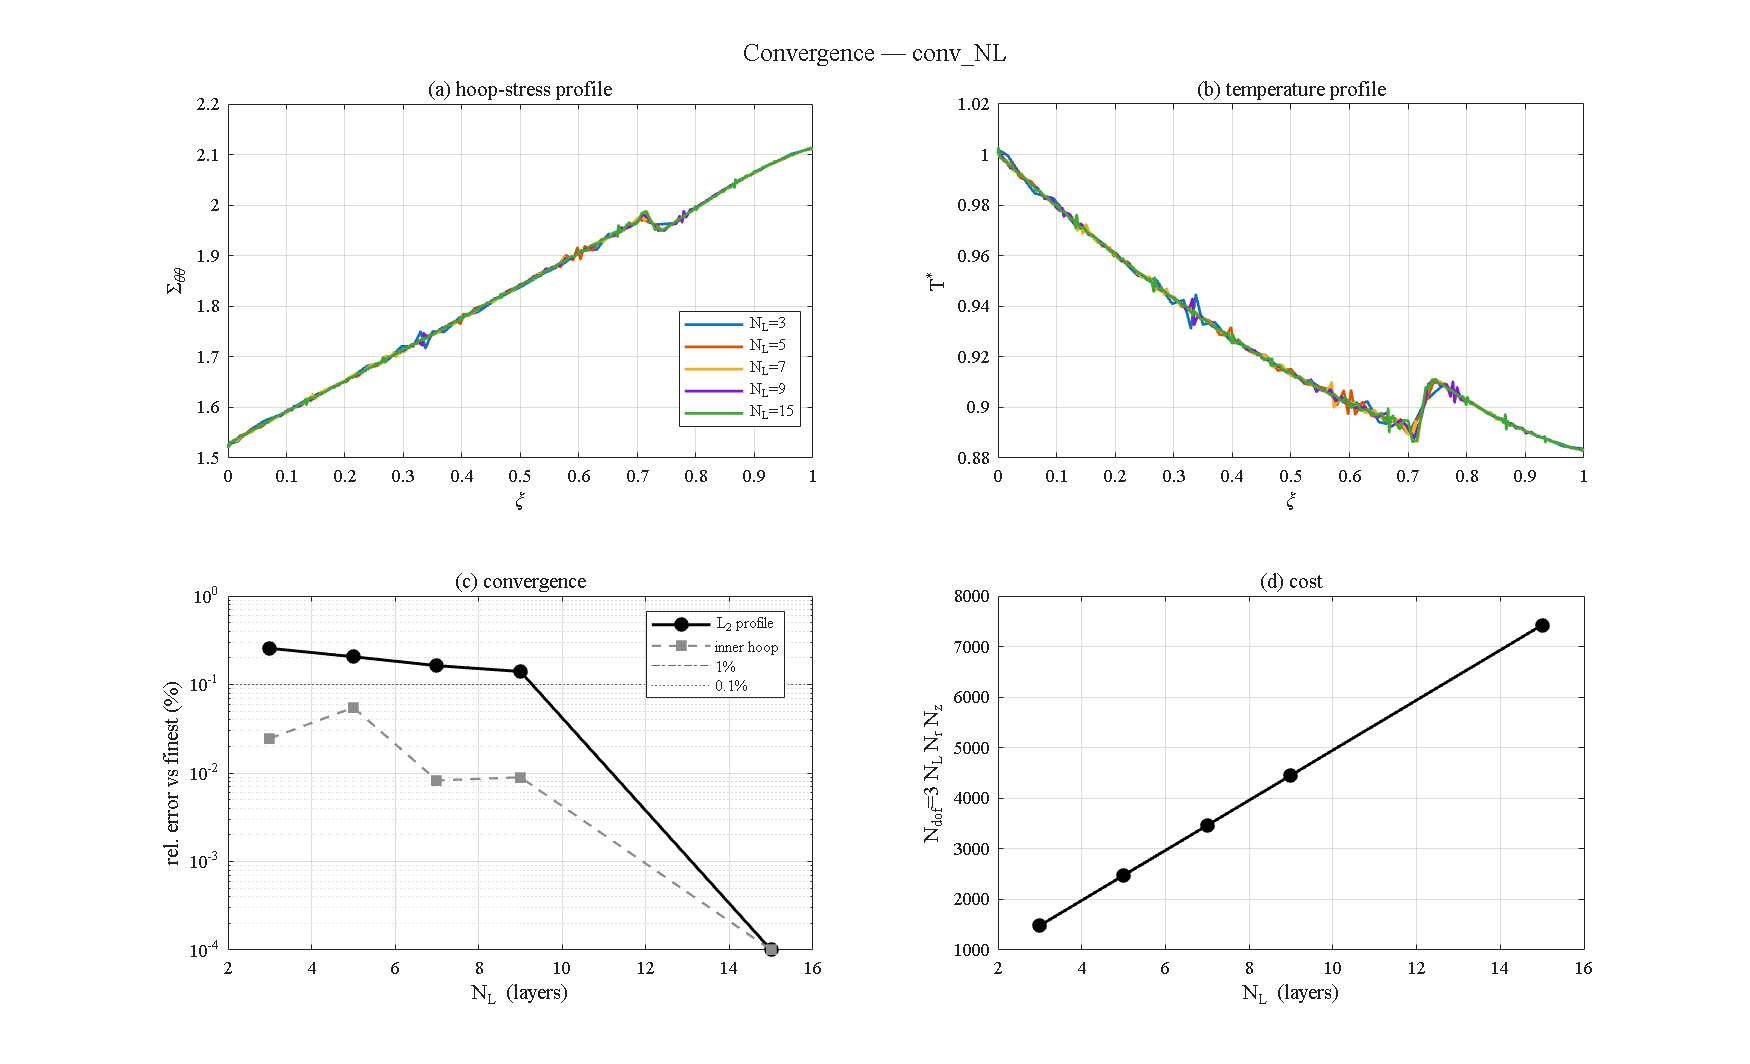 Convergence — conv_NL
(a) hoop-stress profile
2.2
2.1
2
1.9
1.8
1.7
1.6
1.5
Σθθ
0 0.1 0.2 0.3 0.4 0.5 0.6 0.7 0.8 0.9 1
ξ
N_L=3
N_L=5
N_L=7
N_L=9
N_L=15
(b) temperature profile
1.02
1
0.98
0.96
0.94
0.92
0.9
0.88
T*
0 0.1 0.2 0.3 0.4 0.5 0.6 0.7 0.8 0.9 1
ξ
(c) convergence
10^0
10^-1
10^-2
10^-3
10^-4
rel. error vs finest (%)
2 4 6 8 10 12 14 16
N_L (layers)
L_2 profile
inner hoop
1%
0.1%
(d) cost
8000
7000
6000
5000
4000
3000
2000
1000
N_dof=3 N_L N_r N_z
2 4 6 8 10 12 14 16
N_L (layers)